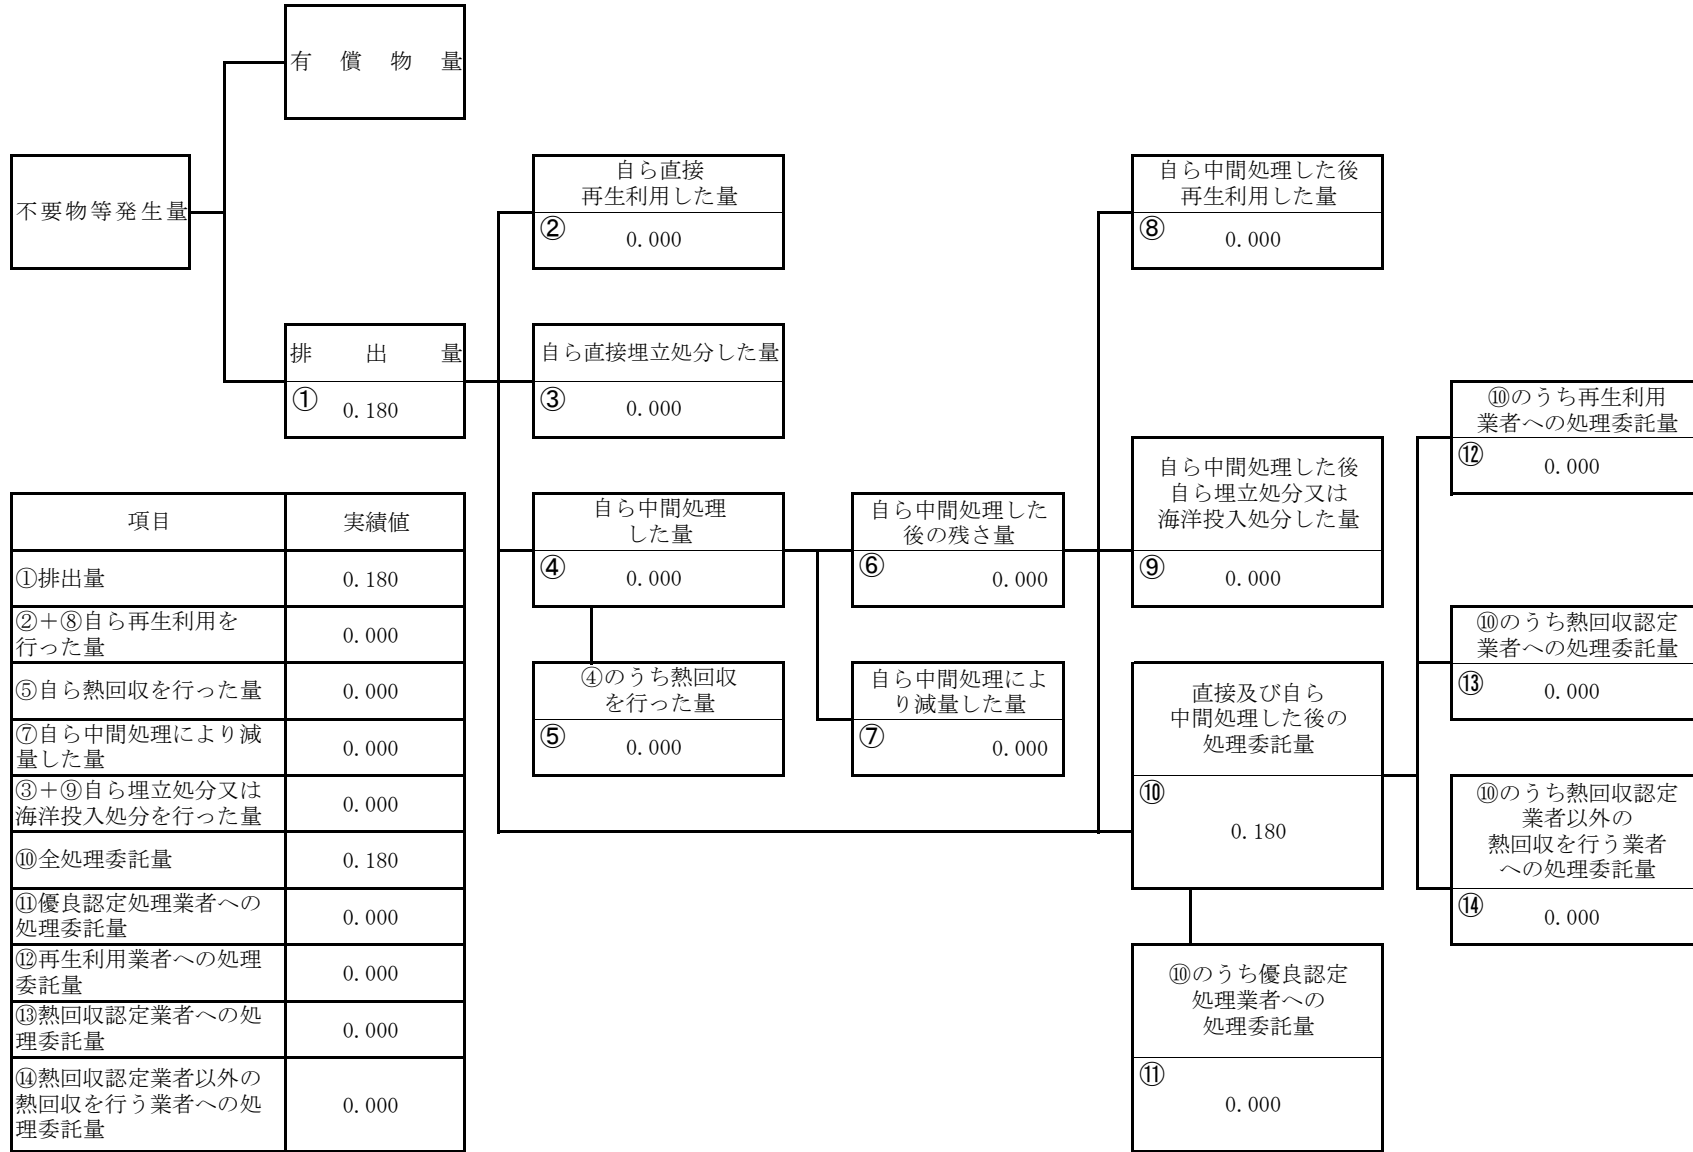 有償物量
不要物等発生量
排出量
① 0.180
自ら直接
再生利用した量
② 0.000
自ら直接埋立処分した量
③ 0.000
自ら中間処理
した量
④ 0.000
④のうち熱回収
を行った量
⑤ 0.000
自ら中間処理した
後の残さ量
⑥ 0.000
自ら中間処理によ
り減量した量
⑦ 0.000
自ら中間処理した後
再生利用した量
⑧ 0.000
自ら中間処理した後
自ら埋立処分又は
海洋投入処分した量
⑨ 0.000
直接及び自ら
中間処理した後の
処理委託量
⑩ 0.180
⑩のうち優良認定
処理業者への
処理委託量
⑪ 0.000
⑩のうち再生利用
業者への処理委託量
⑫ 0.000
⑩のうち熱回収認定
業者への処理委託量
⑬ 0.000
⑩のうち熱回収認定
業者以外の
熱回収を行う業者
への処理委託量
⑭ 0.000
項目 実績値
①排出量 0.180
②＋⑧自ら再生利用を
行った量 0.000
⑤自ら熱回収を行った量 0.000
⑦自ら中間処理により減
量した量 0.000
③＋⑨自ら埋立処分又は
海洋投入処分を行った量 0.000
⑩全処理委託量 0.180
⑪優良認定処理業者への
処理委託量 0.000
⑫再生利用業者への処理
委託量 0.000
⑬熱回収認定業者への処
理委託量 0.000
⑭熱回収認定業者以外の
熱回収を行う業者への処
理委託量 0.000